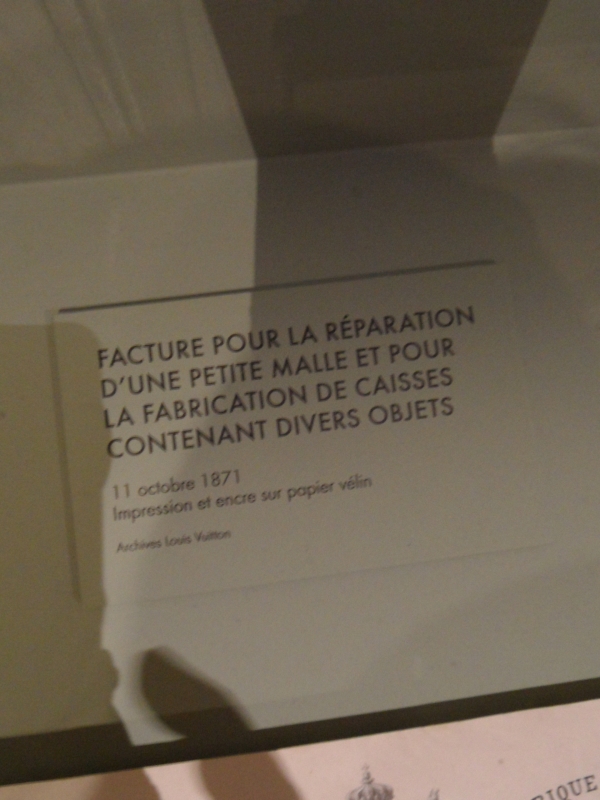 FACTURE POUR LA RÉPARATION
D'UNE PETITE MALLE ET POUR
LA FABRICATION DE CAISSES
CONTENANT DIVERS OBJETS
11 octobre 1871
Impression et encre sur papier vélin
Archives Louis Vuitton